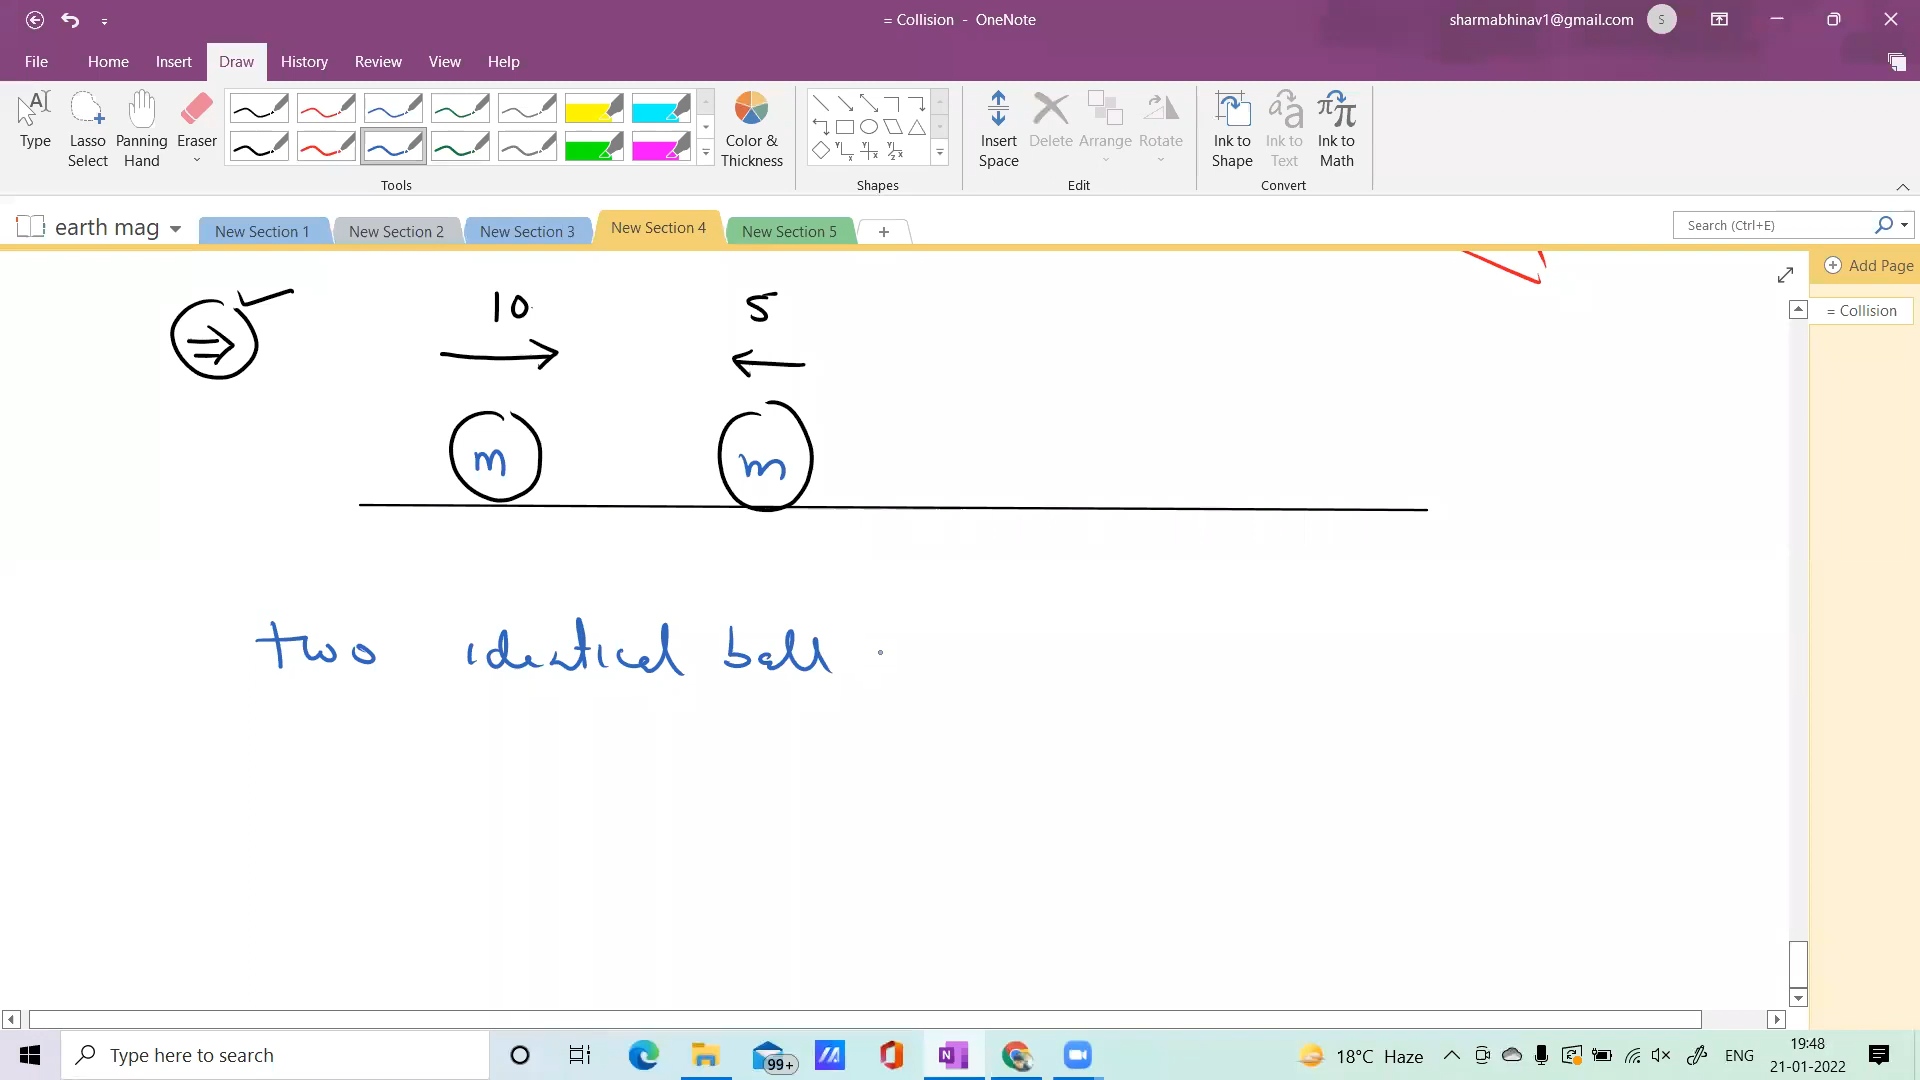 = Collision - OneNote
sharmabhinav1@gmail.com
S
File
Home
Insert
Draw
History
Review
View
Help
Type
Lasso Select
Panning Hand
Eraser
Color & Thickness
Insert Space
Delete
Arrange
Rotate
Ink to Shape
Ink to Text
Ink to Math
Tools
Shapes
Edit
Convert
earth mag
New Section 1
New Section 2
New Section 3
New Section 4
New Section 5
+
Search (Ctrl+E)
Add Page
= Collision
10 5
m m
two identical ball
Type here to search
99+
18°C Haze
ENG
19:48
21-01-2022